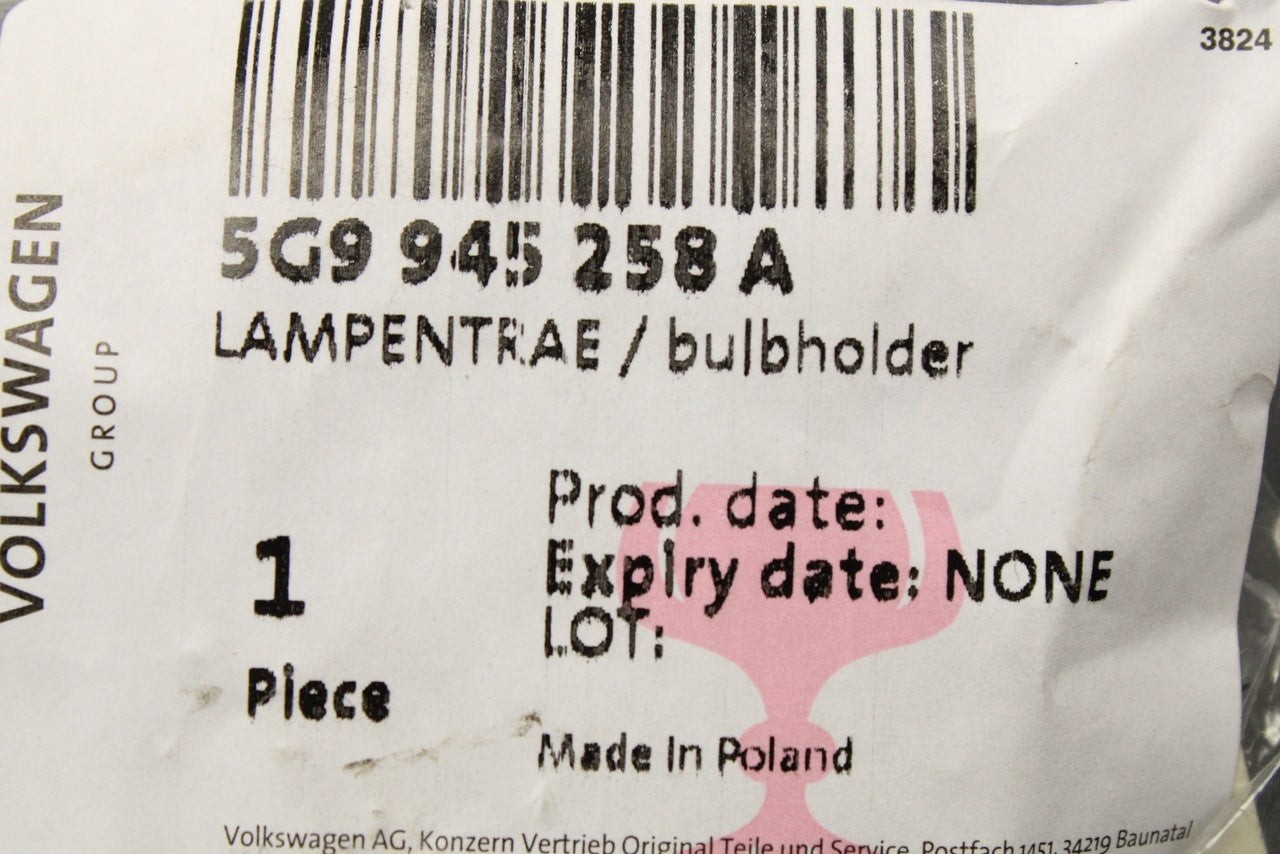 3824
VOLKSWAGEN
GROUP
5G9 945 258 A
LAMPENTRAE / bulbholder
1
Piece
Prod. date:
Expiry date: NONE
LOT:
Made In Poland
Volkswagen AG, Konzern Vertrieb Original Teile und Service, Postfach 1451, 34219 Baunatal